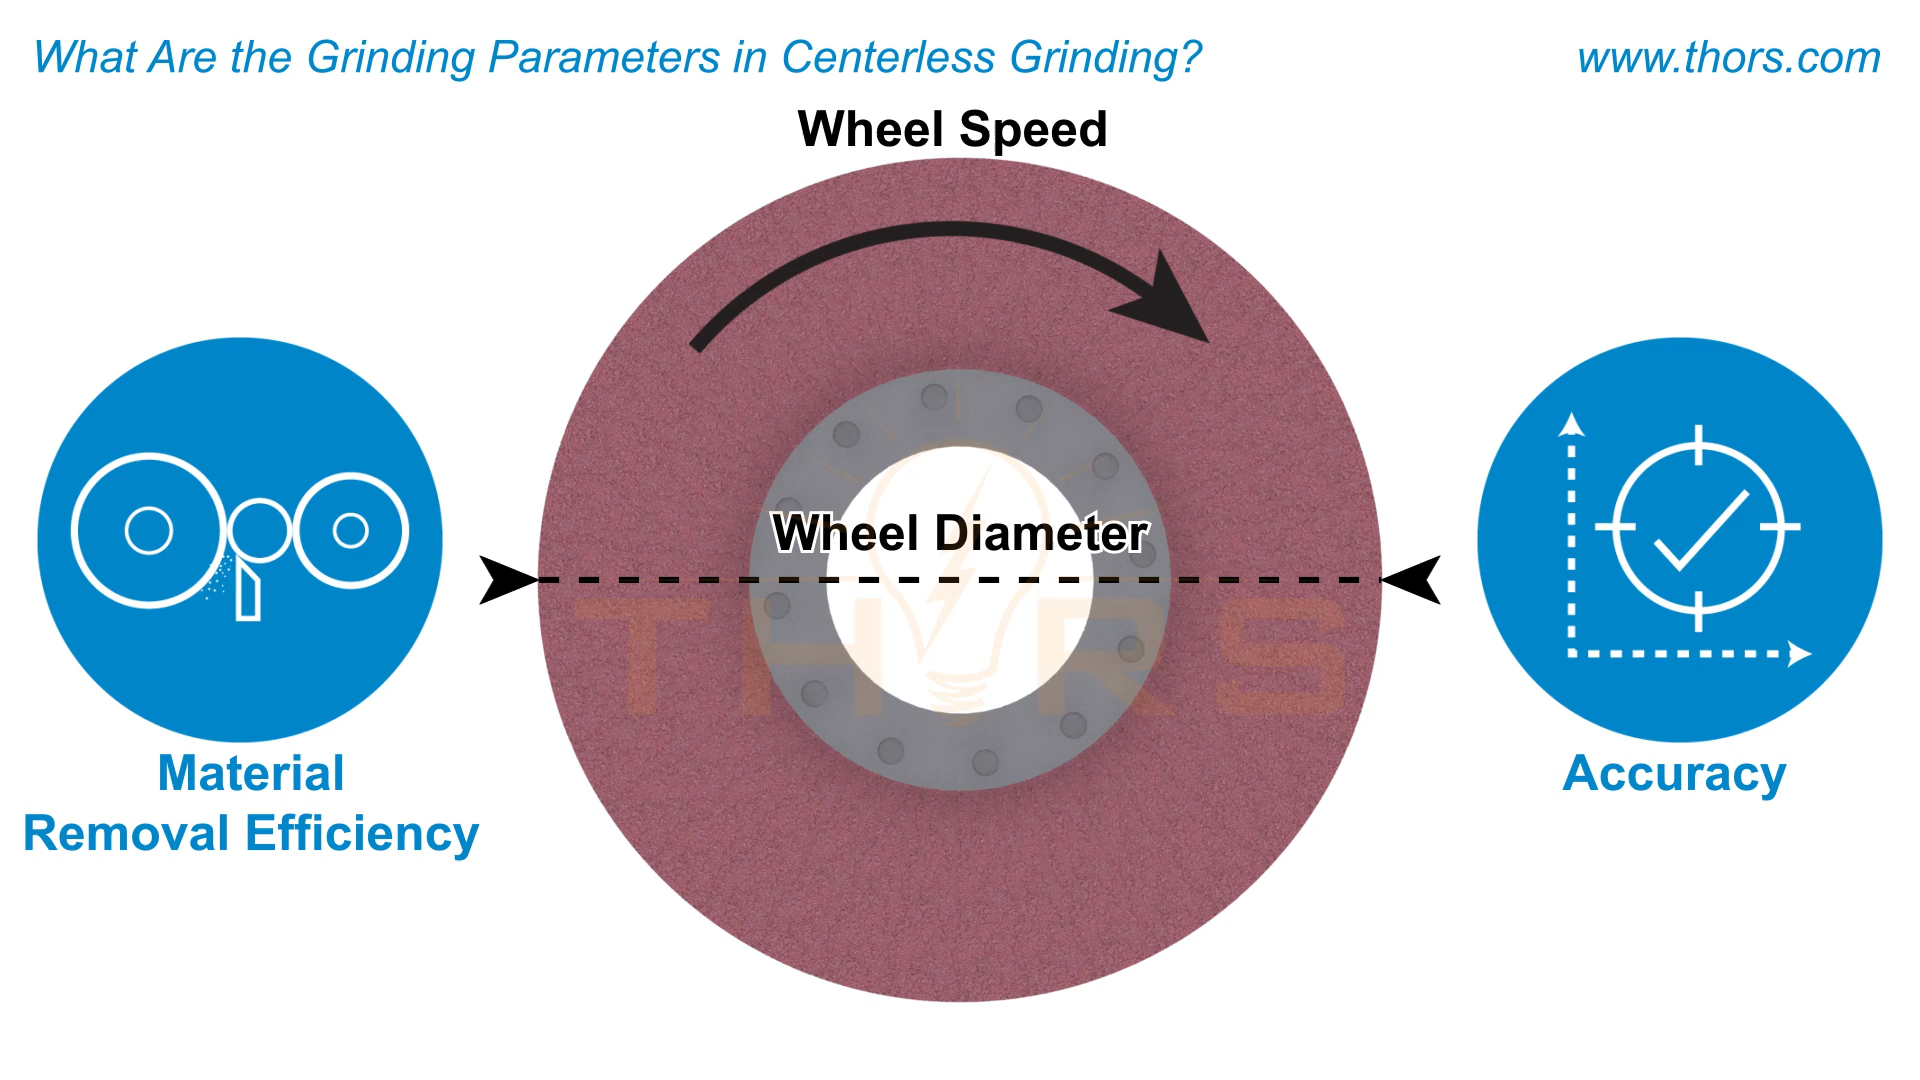 What Are the Grinding Parameters in Centerless Grinding?
www.thors.com
Wheel Speed
Wheel Diameter
THORS
Material
Removal Efficiency
Accuracy